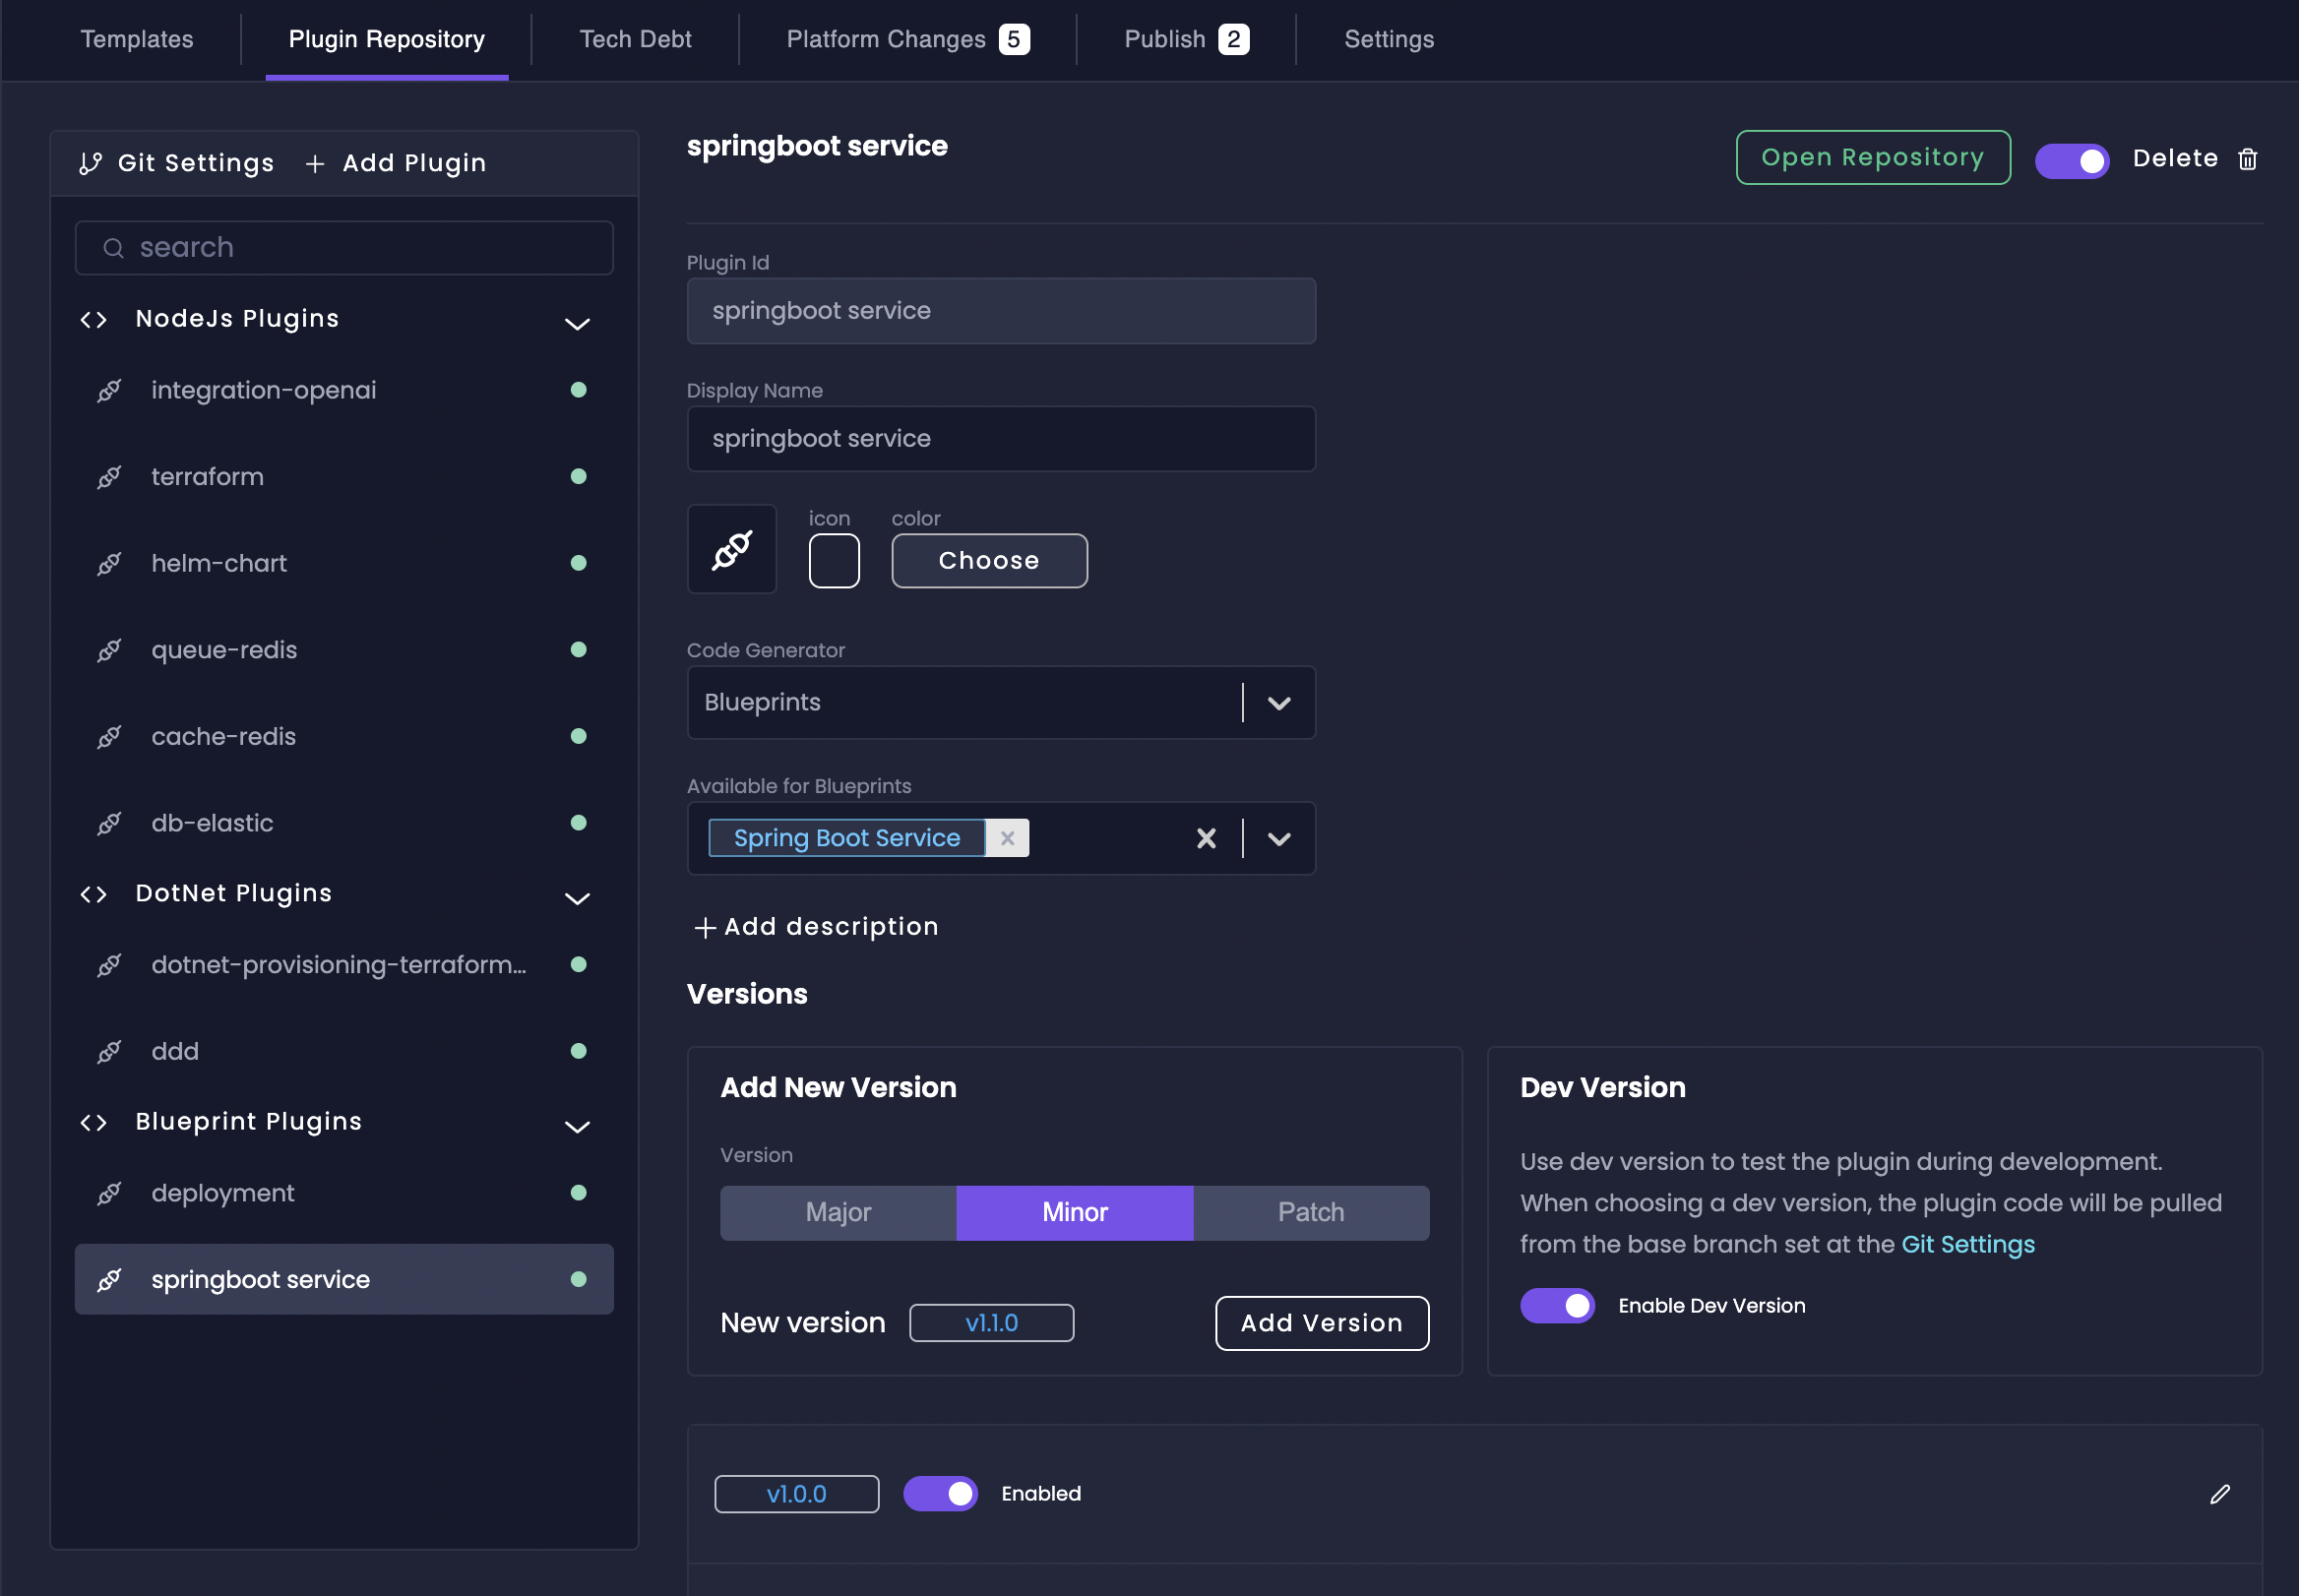 Templates
Plugin Repository
Tech Debt
Platform Changes 5
Publish 2
Settings
Git Settings
Add Plugin
search
NodeJs Plugins
integration-openai
terraform
helm-chart
queue-redis
cache-redis
db-elastic
DotNet Plugins
dotnet-provisioning-terraform...
ddd
Blueprint Plugins
deployment
springboot service
springboot service
Open Repository
Delete
Plugin Id
springboot service
Display Name
springboot service
icon
color
Choose
Code Generator
Blueprints
Available for Blueprints
Spring Boot Service
Add description
Versions
Add New Version
Version
Major
Minor
Patch
New version
v1.1.0
Add Version
Dev Version
Use dev version to test the plugin during development.
When choosing a dev version, the plugin code will be pulled
from the base branch set at the Git Settings
Enable Dev Version
v1.0.0
Enabled